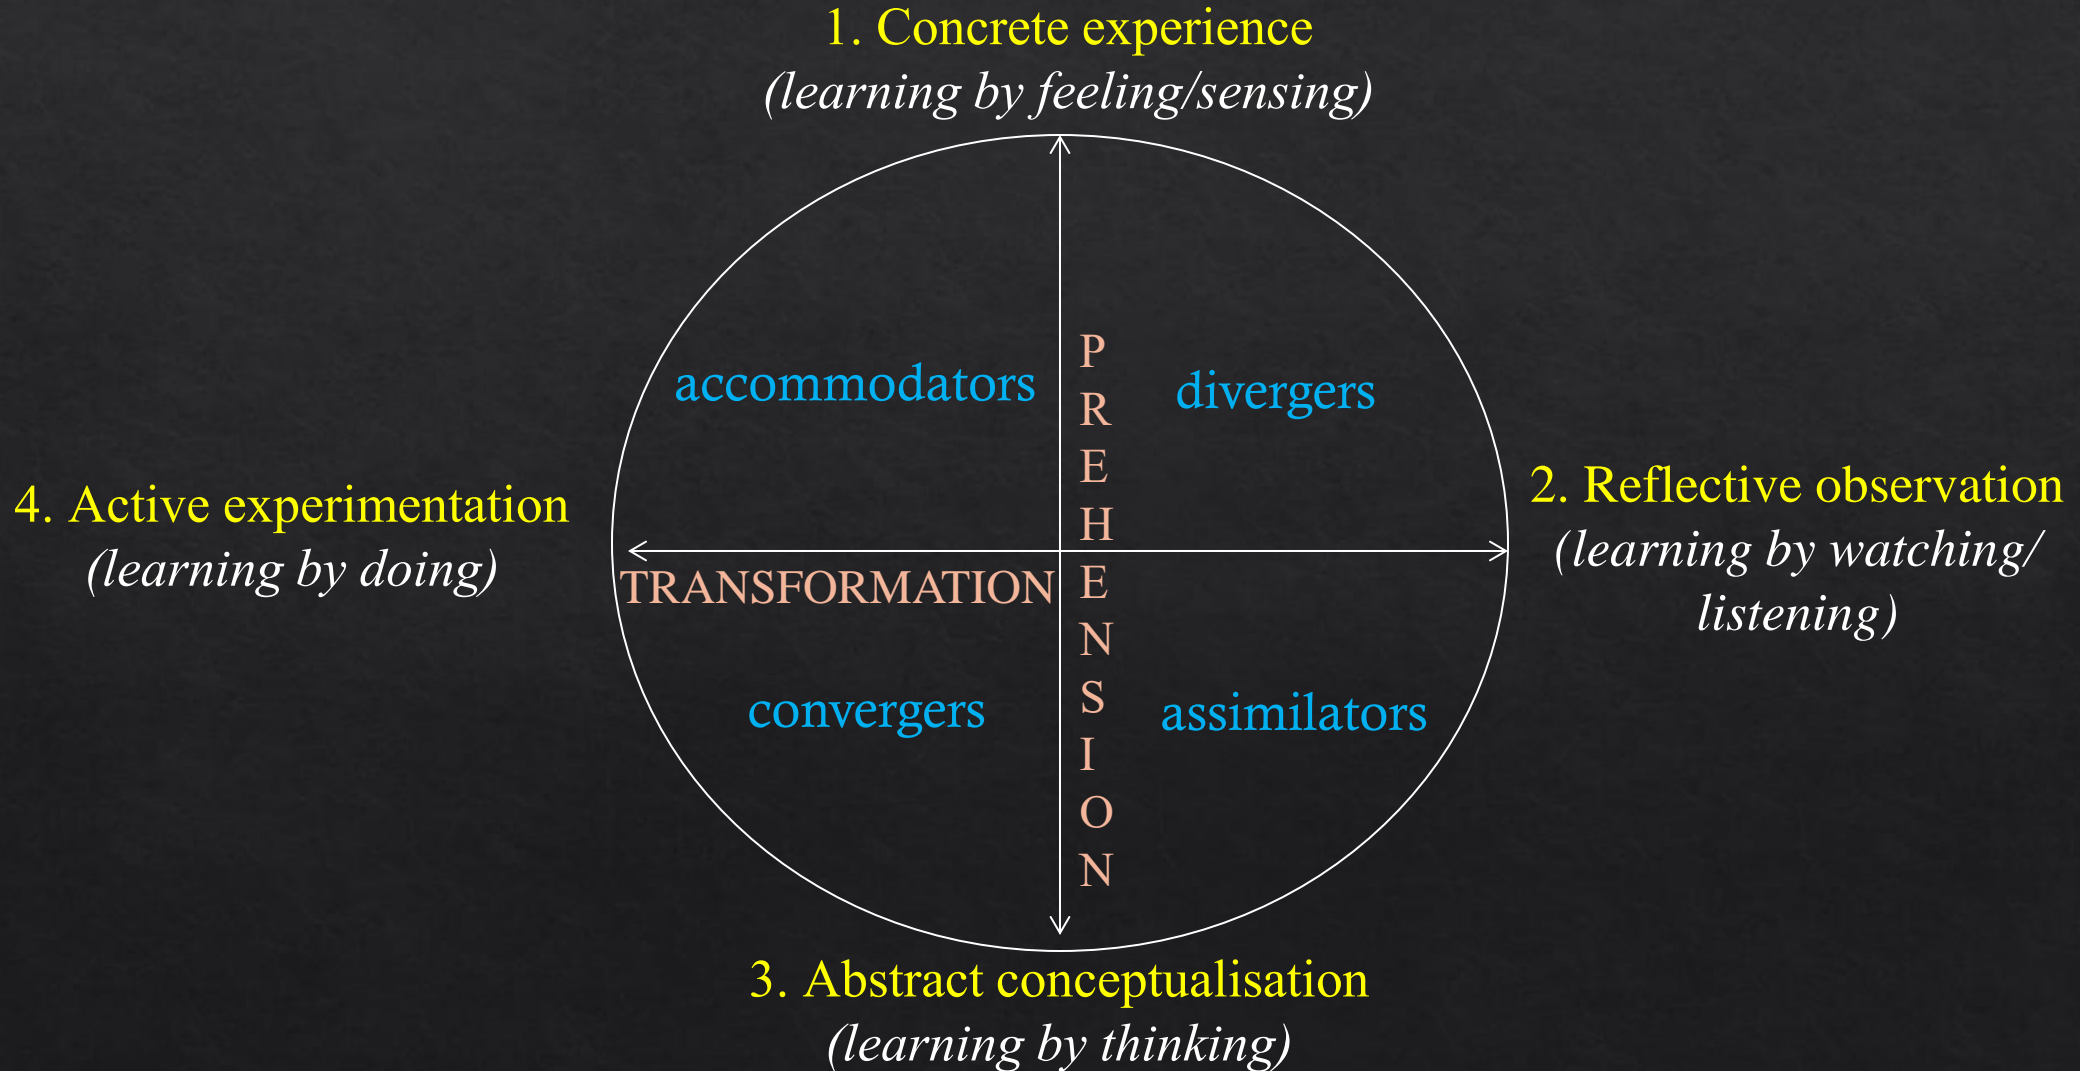 1. Concrete experience
(learning by feeling/sensing)
accommodators
divergers
PREHENSION
4. Active experimentation
(learning by doing)
2. Reflective observation
(learning by watching/
listening)
TRANSFORMATION
convergers
assimilators
3. Abstract conceptualisation
(learning by thinking)